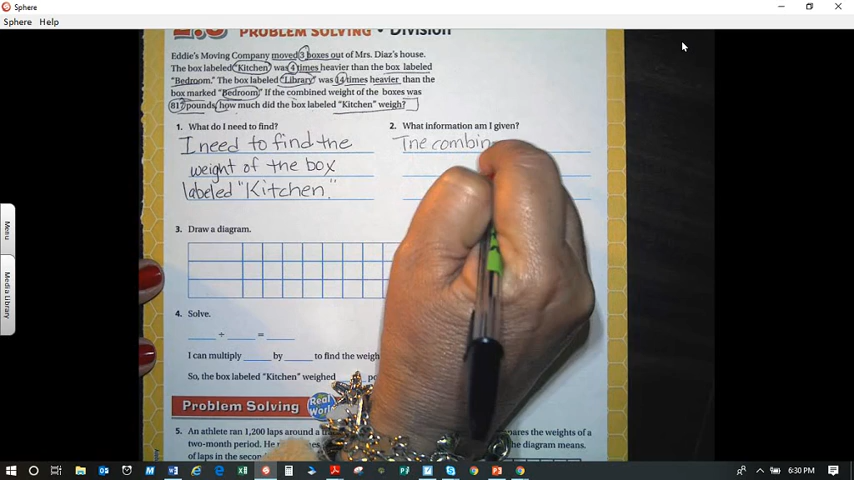 Sphere
Sphere Help
PROBLEM SOLVING • Division
Eddie's Moving Company moved 3 boxes out of Mrs. Diaz's house.
The box labeled "Kitchen" was 4 times heavier than the box labeled
"Bedroom." The box labeled "Library" was 14 times heavier than the
box marked "Bedroom." If the combined weight of the boxes was
817 pounds, how much did the box labeled "Kitchen" weigh?
1. What do I need to find?
I need to find the
weight of the box
labeled "Kitchen."
2. What information am I given?
The combin
3. Draw a diagram.
4. Solve.
÷ =
I can multiply by to find the weigh
So, the box labeled "Kitchen" weighed
Problem Solving Real
5. An athlete ran 1,200 laps around a
two-month period. He
of laps in the secon
pares the weights of a
he diagram means.
Menu
Media Library
6:30 PM